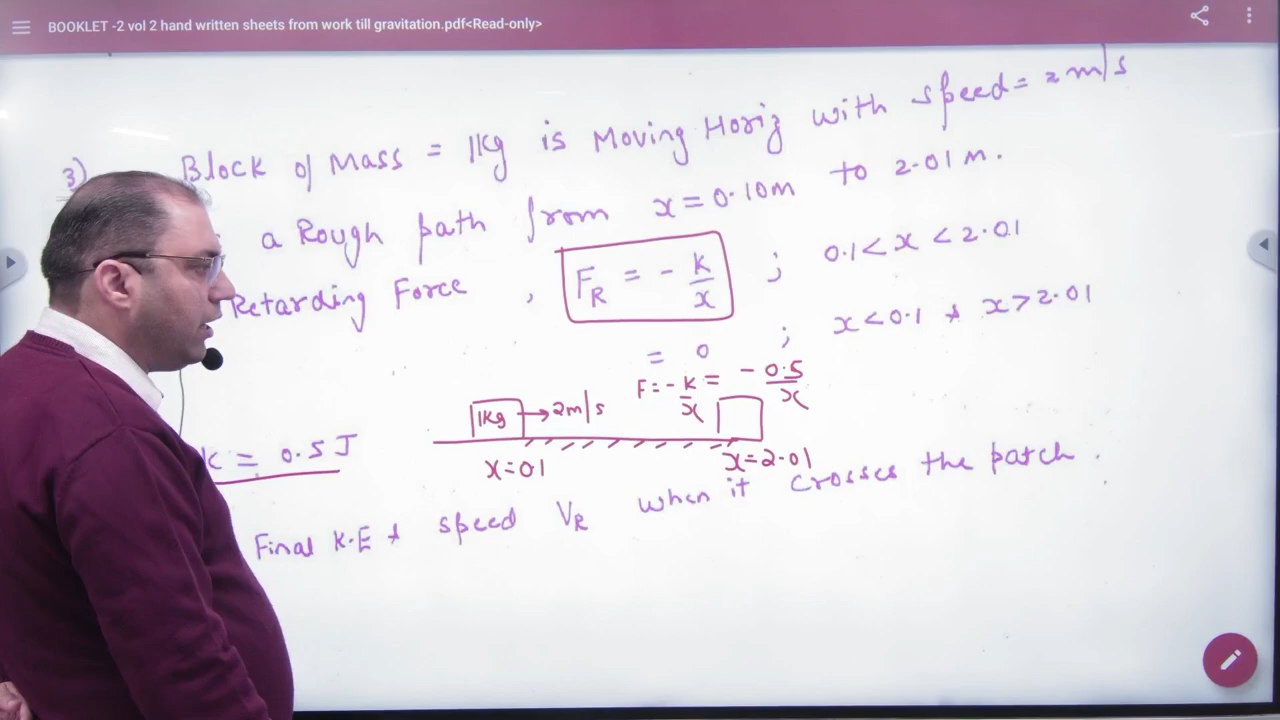 BOOKLET -2 vol 2 hand written sheets from work till gravitation.pdf<Read-only>
3) Block of Mass = 1Kg is Moving Horiz with speed = 2 m/s
a Rough path from x = 0.10m to 2.01 m.
Retarding Force , F_R = - k/x ; 0.1 < x < 2.01
= 0 ; x < 0.1 & x > 2.01
F = - k/x = - 0.5/x
1Kg → 2m/s
K = 0.5 J
x = 0.1 x = 2.01
Final K.E & speed V_R when it crosses the patch .